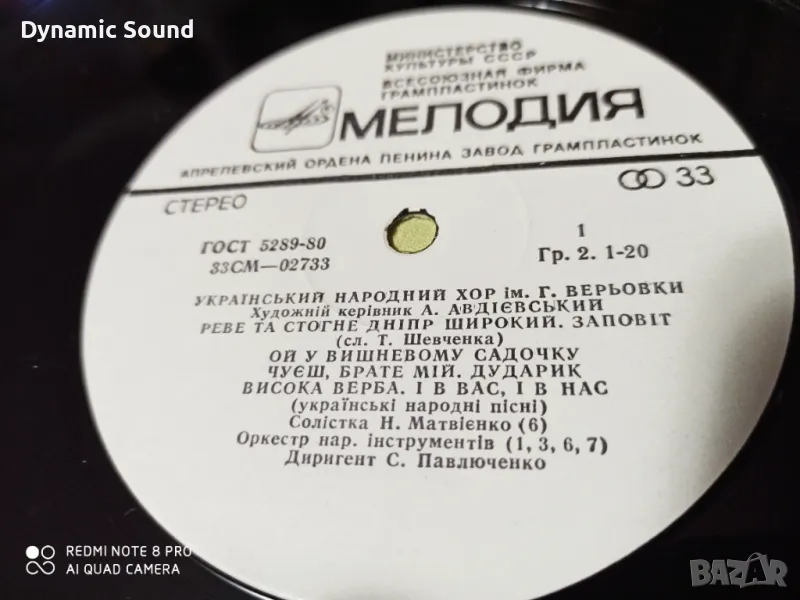 Dynamic Sound
МИНИСТЕРСТВО
КУЛЬТУРЫ СССР
ВСЕСОЮЗНАЯ ФИРМА
ГРАМПЛАСТИНОК
МЕЛОДИЯ
АПРЕЛЕВСКИЙ ОРДЕНА ЛЕНИНА ЗАВОД ГРАМПЛАСТИНОК
СТЕРЕО
33
ГОСТ 5289-80
33СМ—02733
1
Гр. 2. 1-20
УКРАЇНСЬКИЙ НАРОДНИЙ ХОР ім. Г. ВЕРЬОВКИ
Художній керівник А. АВДІЄВСЬКИЙ
РЕВЕ ТА СТОГНЕ ДНІПР ШИРОКИЙ. ЗАПОВІТ
(сл. Т. Шевченка)
ОЙ У ВИШНЕВОМУ САДОЧКУ
ЧУЄШ, БРАТЕ МІЙ. ДУДАРИК
ВИСОКА ВЕРБА. І В ВАС, І В НАС
(українські народні пісні)
Солістка Н. Матвієнко (6)
Оркестр нар. інструментів (1, 3, 6, 7)
Диригент С. Павлюченко
REDMI NOTE 8 PRO
AI QUAD CAMERA
BAZAR